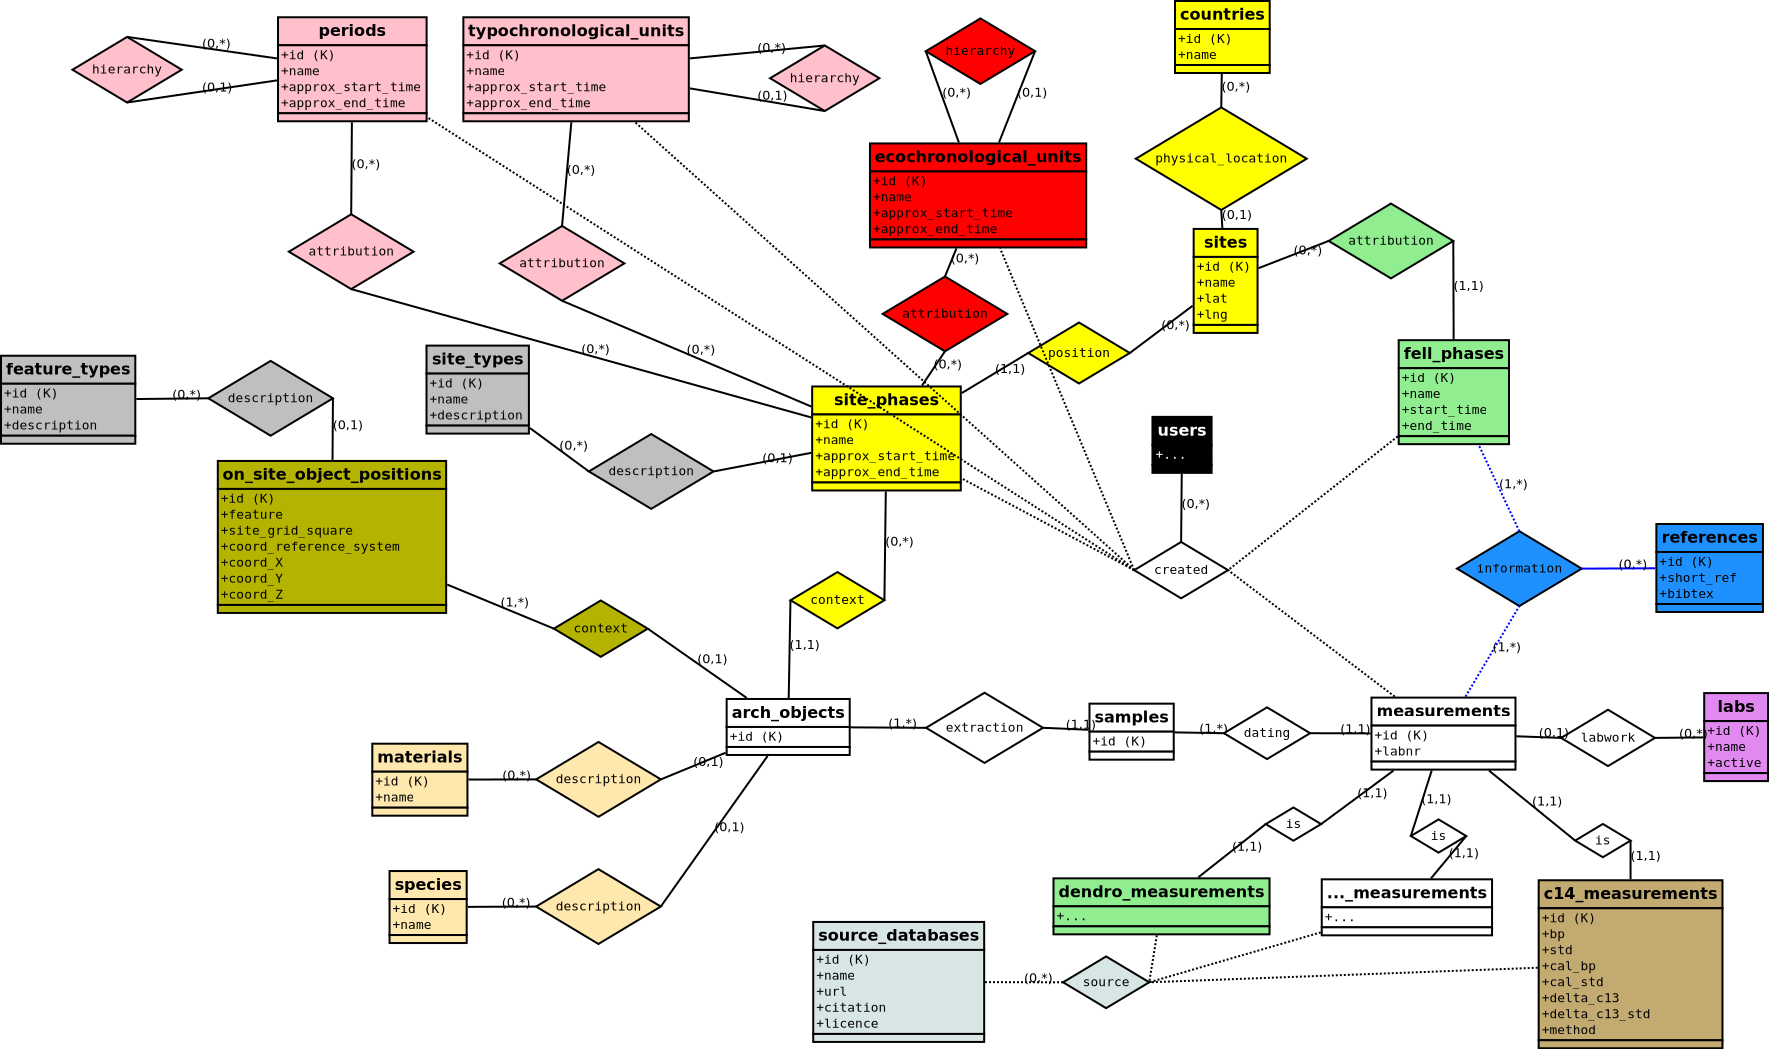 periods
+id (K)
+name
+approx_start_time
+approx_end_time
hierarchy
(0,*)
(0,1)
typochronological_units
+id (K)
+name
+approx_start_time
+approx_end_time
(0,*)
(0,1)
hierarchy
hierarchy
(0,*)
(0,1)
countries
+id (K)
+name
(0,*)
physical_location
(0,1)
ecochronological_units
+id (K)
+name
+approx_start_time
+approx_end_time
(0,*)
attribution
(0,*)
(0,*)
attribution
(0,*)
(0,*)
attribution
(0,*)
sites
+id (K)
+name
+lat
+lng
(0,*)
attribution
(1,1)
(0,*)
position
(1,1)
fell_phases
+id (K)
+name
+start_time
+end_time
feature_types
+id (K)
+name
+description
(0,*)
description
(0,1)
site_types
+id (K)
+name
+description
(0,*)
description
(0,1)
site_phases
+id (K)
+name
+approx_start_time
+approx_end_time
users
+...
(0,*)
created
on_site_object_positions
+id (K)
+feature
+site_grid_square
+coord_reference_system
+coord_X
+coord_Y
+coord_Z
(1,*)
context
(0,1)
(0,*)
context
(1,1)
(1,*)
information
(0,*)
(1,*)
references
+id (K)
+short_ref
+bibtex
arch_objects
+id (K)
(1,*)
extraction
(1,1)
samples
+id (K)
(1,*)
dating
(1,1)
measurements
+id (K)
+labnr
(0,1)
labwork
(0,*)
labs
+id (K)
+name
+active
materials
+id (K)
+name
(0,*)
description
(0,1)
species
+id (K)
+name
(0,*)
description
(0,1)
(1,1)
is
(1,1)
(1,1)
is
(1,1)
(1,1)
is
(1,1)
dendro_measurements
+...
..._measurements
+...
c14_measurements
+id (K)
+bp
+std
+cal_bp
+cal_std
+delta_c13
+delta_c13_std
+method
source_databases
+id (K)
+name
+url
+citation
+licence
(0,*)
source